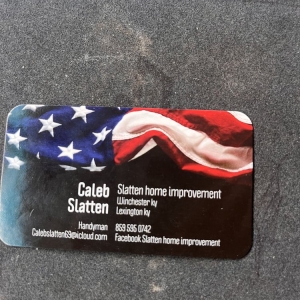 Caleb
Slatten
Slatten home improvement
Winchester ky
Lexington ky
Handyman
Calebslatten69@icloud.com
859 595 0742
Facebook Slatten home improvement